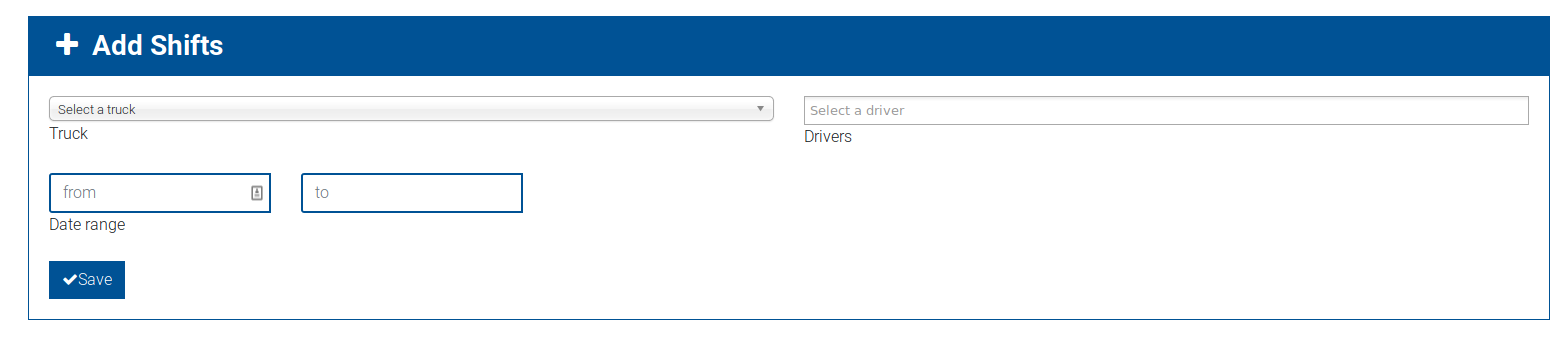 Add Shifts
Select a truck
Truck
Select a driver
Drivers
from
to
Date range
Save